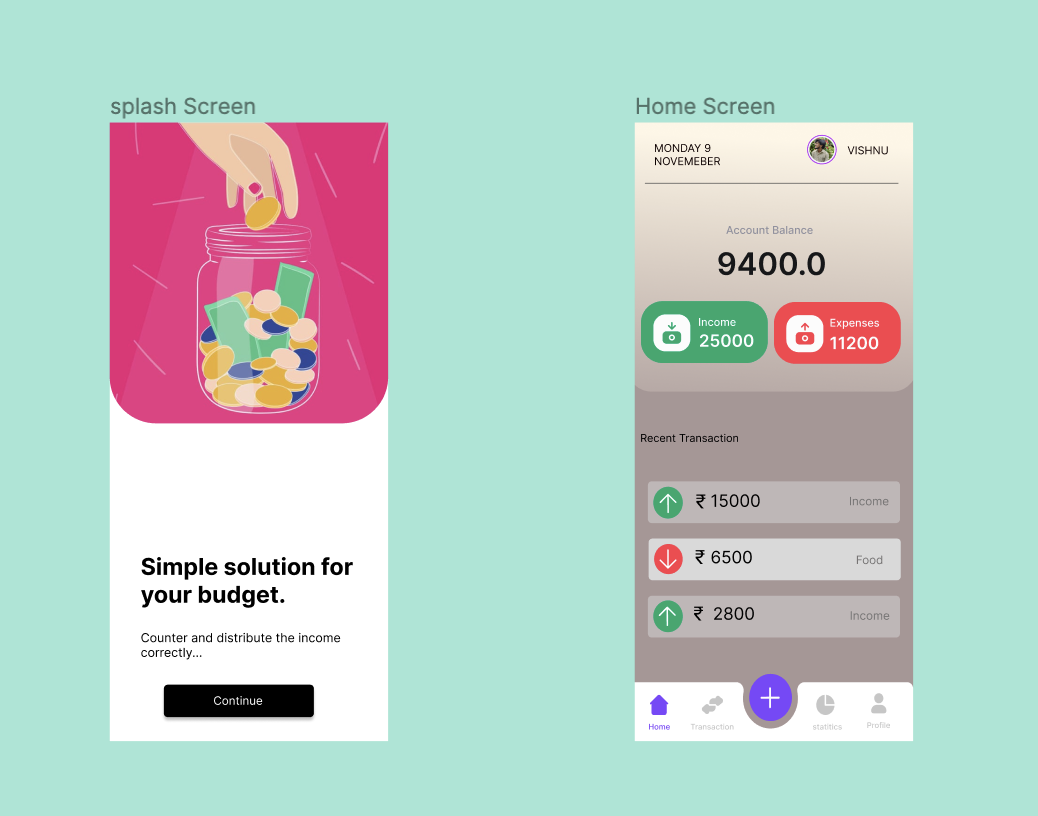 splash Screen
Simple solution for
your budget.
Counter and distribute the income
correctly...
Continue
Home Screen
MONDAY 9
NOVEMEBER
VISHNU
Account Balance
9400.0
Income
25000
Expenses
11200
Recent Transaction
₹ 15000
Income
₹ 6500
Food
₹ 2800
Income
Home
Transaction
statitics
Profile